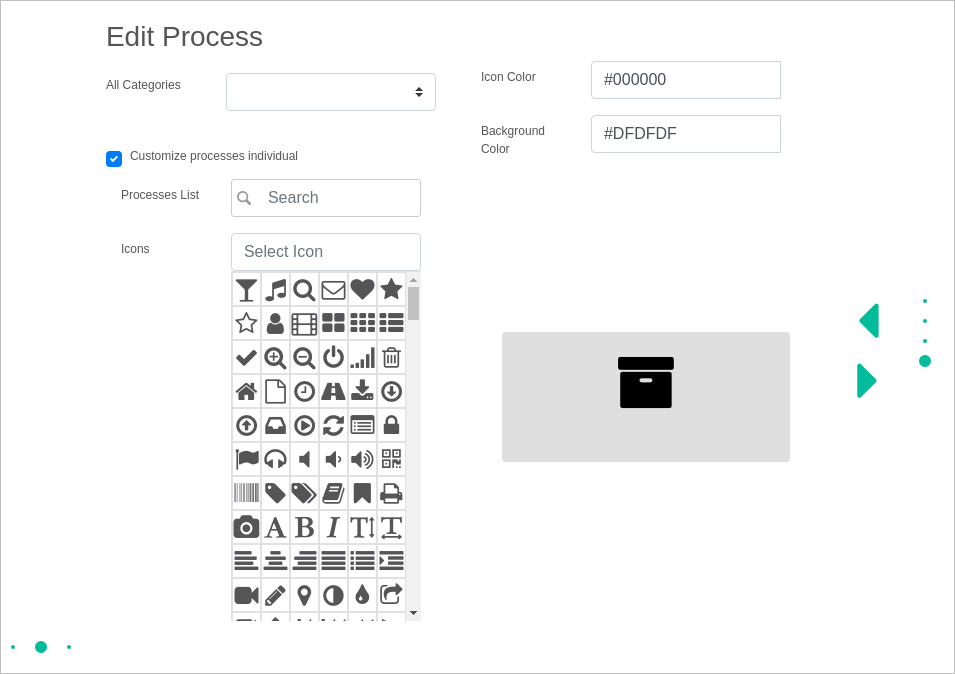 Edit Process
All Categories
Icon Color
#000000
Background
Color
#DFDFDF
Customize processes individual
Processes List
Search
Icons
Select Icon